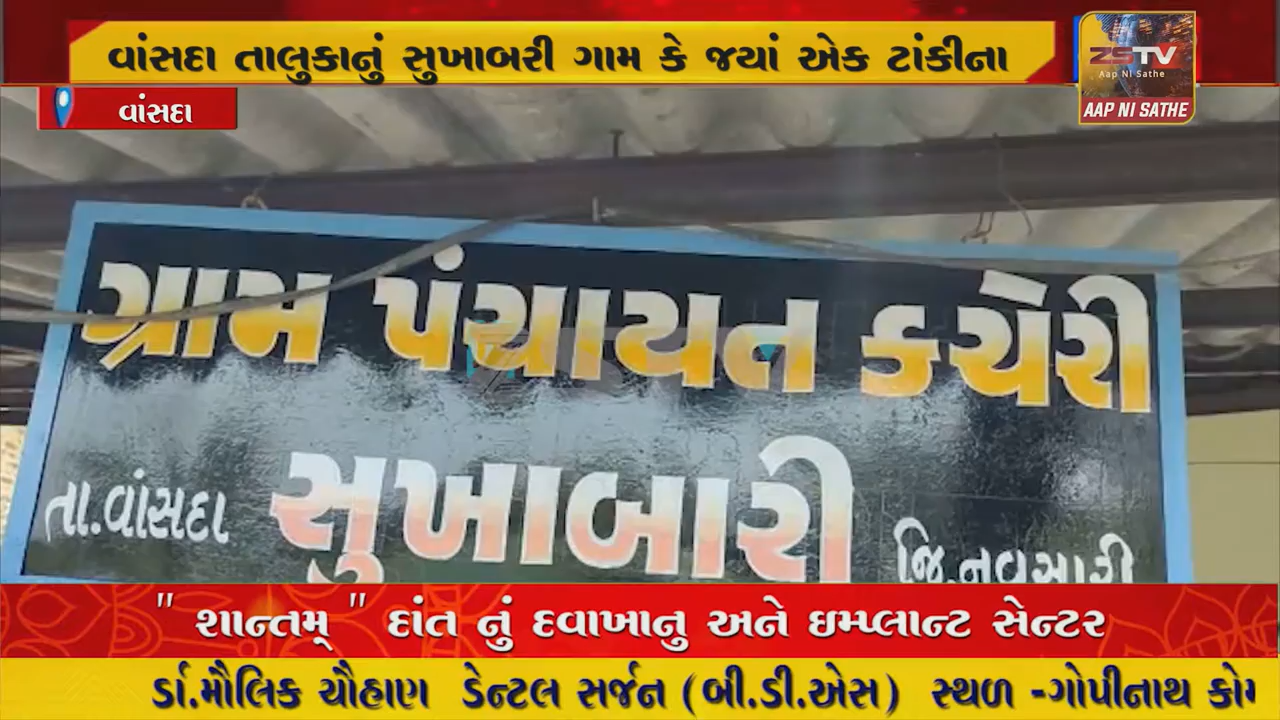 વાંસદા તાલુકાનું સુખાબરી ગામ કે જયાં એક ટાંકીના
ZSTV
Aap Ni Sathe
AAP NI SATHE
વાંસદા
ગ્રામ પંચાયત કચેરી
તા.વાંસદા સુખાબારી જિ.નવસારી
" શાન્તમ્ " દાંત નું દવાખાનુ અને ઇમ્પ્લાન્ટ સેન્ટર
ર્ડા.મૌલિક ચૌહાણ ડેન્ટલ સર્જન (બી.ડી.એસ) સ્થળ -ગોપીનાથ